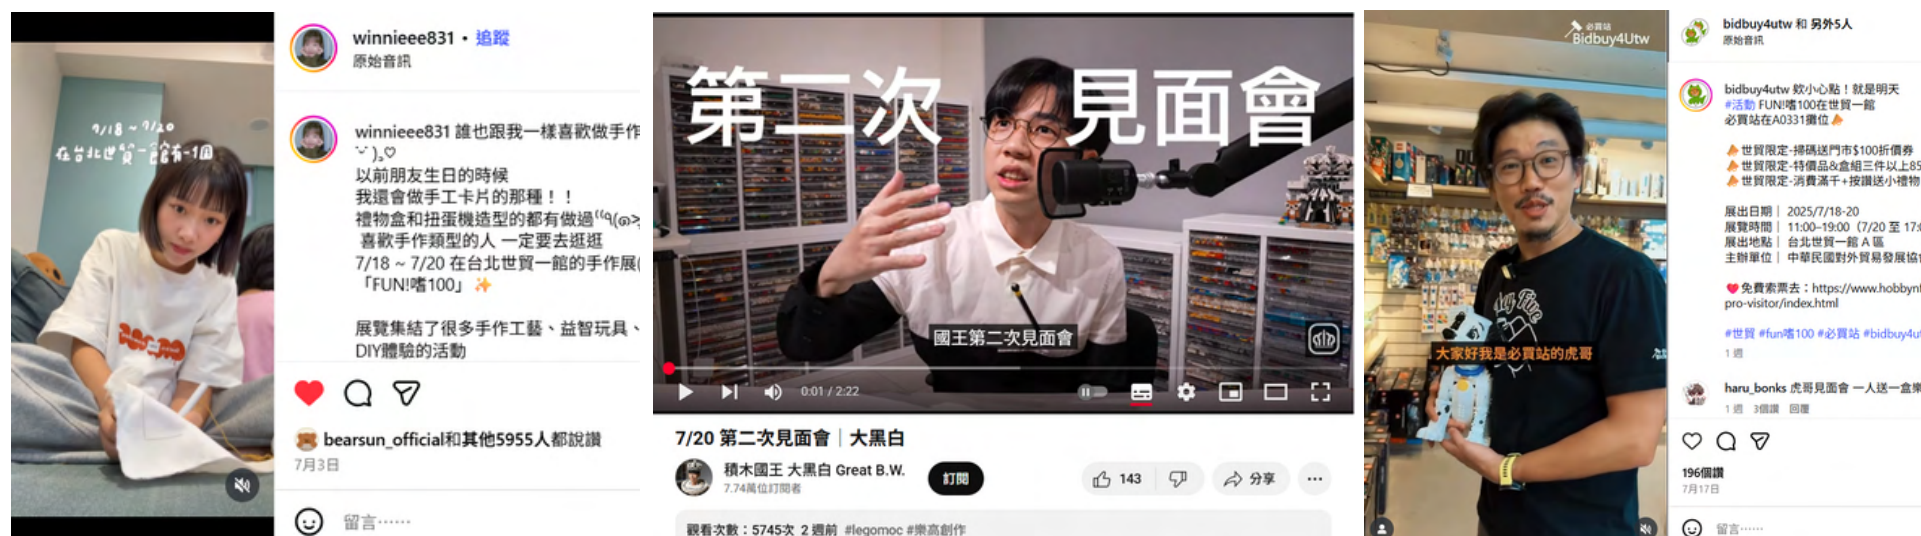 7/18 ~ 7/20
在台北世貿一館有一個
winnieee831 • 追蹤
原始音訊
winnieee831 誰也跟我一樣喜歡做手作
以前朋友生日的時候
我還會做手工卡片的那種！！
禮物盒和扭蛋機造型的都有做過
喜歡手作類型的人 一定要去逛逛
7/18 ~ 7/20 在台北世貿一館的手作展
「FUN!嗜100」✨
展覽集結了很多手作工藝、益智玩具、
DIY體驗的活動
bearsun_official和其他5955人都說讚
7月3日
留言......
第二次 見面會
國王第二次見面會
0:01 / 2:22
7/20 第二次見面會｜大黑白
積木國王 大黑白 Great B.W.
7.74萬位訂閱者
訂閱
143
分享
觀看次數：5745次 2 週前 #legomoc #樂高創作
必買站
Bidbuy4Utw
大家好我是必買站的虎哥
bidbuy4utw 和 另外5人
原始音訊
bidbuy4utw 欸小心點！就是明天
#活動 FUN!嗜100在世貿一館
必買站在A0331攤位
世貿限定-掃碼送門市$100折價券
世貿限定-特價品&盒組三件以上85
世貿限定-消費滿千+按讚送小禮物
展出日期｜ 2025/7/18-20
展覽時間｜ 11:00–19:00（7/20 至 17:0
展出地點｜ 台北世貿一館 A 區
主辦單位｜ 中華民國對外貿易發展協會
❤️免費索票去：https://www.hobbynf
pro-visitor/index.html
#世貿 #fun嗜100 #必買站 #bidbuy4ut
1 週
haru_bonks 虎哥見面會 一人送一盒樂
1 週 3個讚 回覆
196個讚
7月17日
留言......